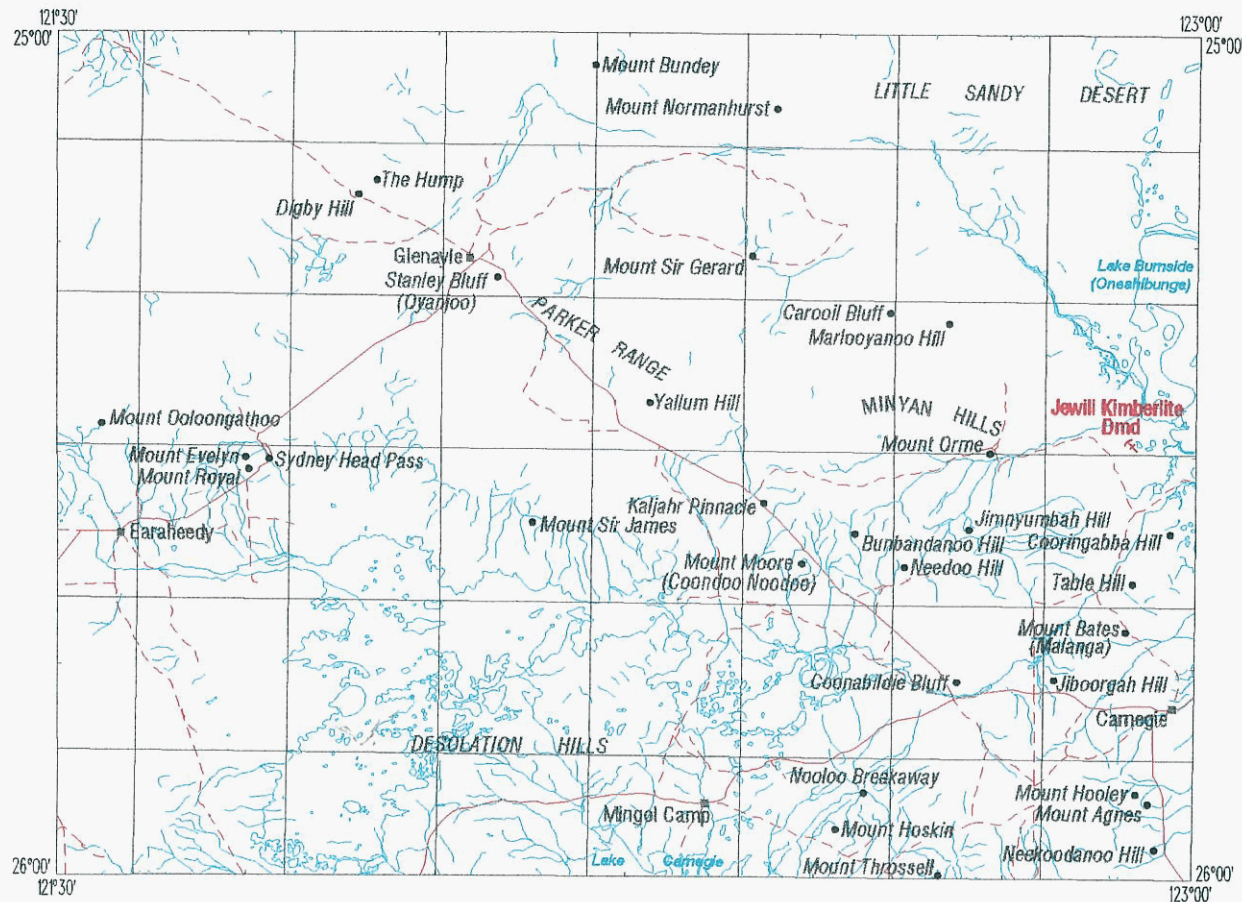 121°30'
123°00'
25°00'
25°00'
Mount Bundey
LITTLE SANDY DESERT
Mount Normanhurst
The Hump
Digby Hill
Glenayle
Stanley Bluff
(Oyanjoo)
Mount Sir Gerard
Lake Burnside
(Oneahibunga)
PARKER RANGE
Carooil Bluff
Marlooyanoo Hill
Yallum Hill
MINYAN HILLS
Jewill Kimberlite
Dmd
Mount Ooloongathoo
Mount Evelyn
Sydney Head Pass
Mount Royal
Mount Orme
Kaljahr Pinnacle
Earaheedy
Mount Sir James
Jimnyumbah Hill
Bunbandanoo Hill
Cooringabba Hill
Mount Moore
(Coondoo Noodoo)
Needoo Hill
Table Hill
Mount Bates
(Malanga)
Coonabildie Bluff
Jiboorgah Hill
Carnegie
DESOLATION HILLS
Nooloo Breakaway
Mingol Camp
Mount Hooley
Mount Agnes
Mount Hoskin
Lake Carnegie
Mount Throssell
Neekoodanoo Hill
26°00'
26°00'
121°30'
123°00'